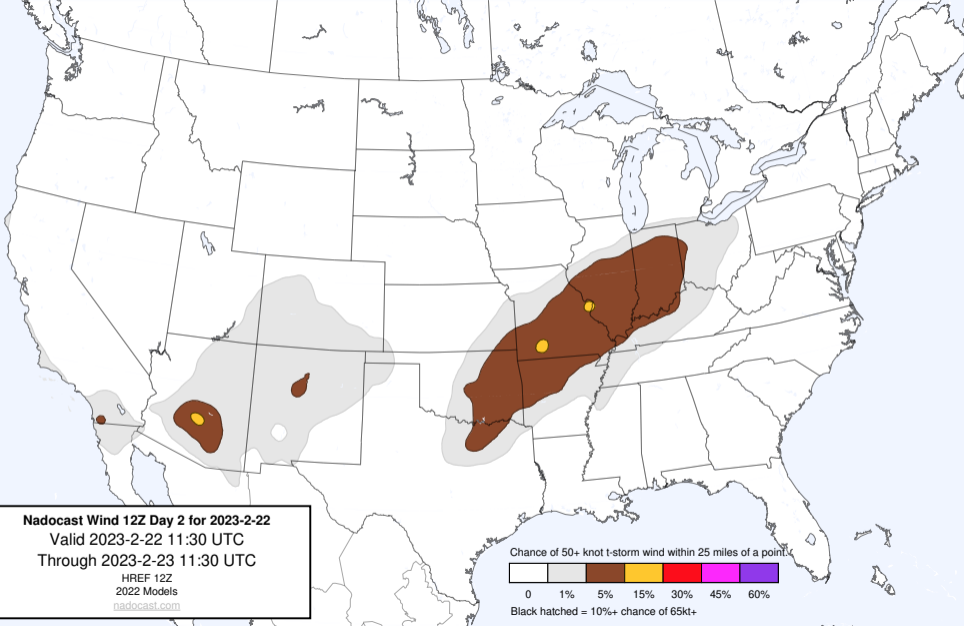 Nadocast Wind 12Z Day 2 for 2023-2-22
Valid 2023-2-22 11:30 UTC
Through 2023-2-23 11:30 UTC
HREF 12Z
2022 Models
nadocast.com
Chance of 50+ knot t-storm wind within 25 miles of a point.
0 1% 5% 15% 30% 45% 60%
Black hatched = 10%+ chance of 65kt+